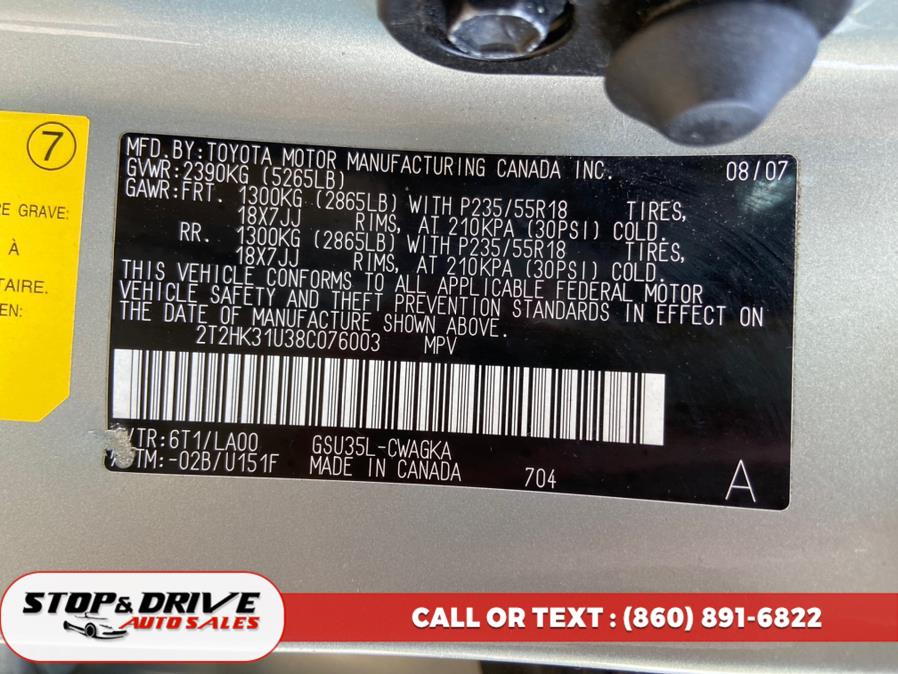 7
RE GRAVE:
À
TAIRE.
EN:
MFD.BY:TOYOTA MOTOR MANUFACTURING CANADA INC. 08/07
GVWR:2390KG (5265LB)
GAWR:FRT. 1300KG (2865LB) WITH P235/55R18 TIRES,
18X7JJ RIMS, AT 210KPA (30PSI) COLD.
RR. 1300KG (2865LB) WITH P235/55R18 TIRES,
18X7JJ RIMS, AT 210KPA (30PSI) COLD.
THIS VEHICLE CONFORMS TO ALL APPLICABLE FEDERAL MOTOR
VEHICLE SAFETY AND THEFT PREVENTION STANDARDS IN EFFECT ON
THE DATE OF MANUFACTURE SHOWN ABOVE.
2T2HK31U38C076003 MPV
/TR:6T1/LA00 GSU35L-CWAGKA
TM:-02B/U151F MADE IN CANADA 704 A
STOP & DRIVE
AUTO SALES
CALL OR TEXT : (860) 891-6822